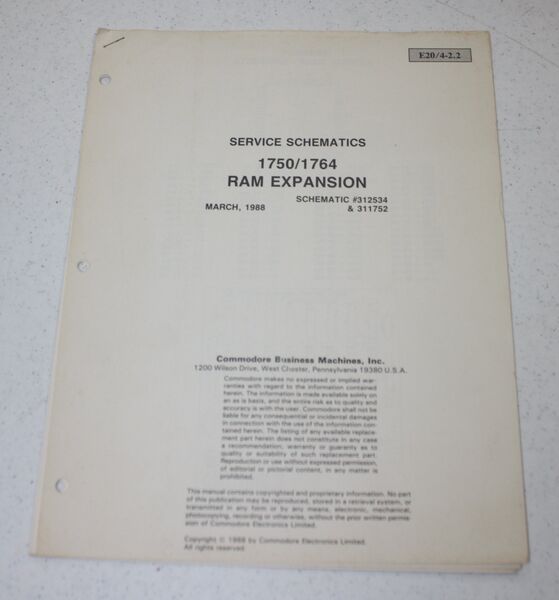 E20/4-2.2
SERVICE SCHEMATICS
1750/1764
RAM EXPANSION
SCHEMATIC #312534
MARCH, 1988 & 311752
Commodore Business Machines, Inc.
1200 Wilson Drive, West Chester, Pennsylvania 19380 U.S.A.
Commodore makes no expressed or implied war-
ranties with regard to the information contained
herein. The information is made available solely on
an as is basis, and the entire risk as to quality and
accuracy is with the user. Commodore shall not be
liable for any consequential or incidental damages
in connection with the use of the information con-
tained herein. The listing of any available replace-
ment part herein does not constitute in any case
a recommendation, warranty or guaranty as to
quality or suitability of such replacement part.
Reproduction or use without expressed permission,
of editorial or pictorial content, in any matter is
prohibited.
This manual contains copyrighted and proprietary information. No part
of this publication may be reproduced, stored in a retrieval system, or
transmitted in any form or by any means, electronic, mechanical,
photocopying, recording or otherwise, without the prior written permis-
sion of Commodore Electronics Limited.
Copyright © 1988 by Commodore Electronics Limited.
All rights reserved.